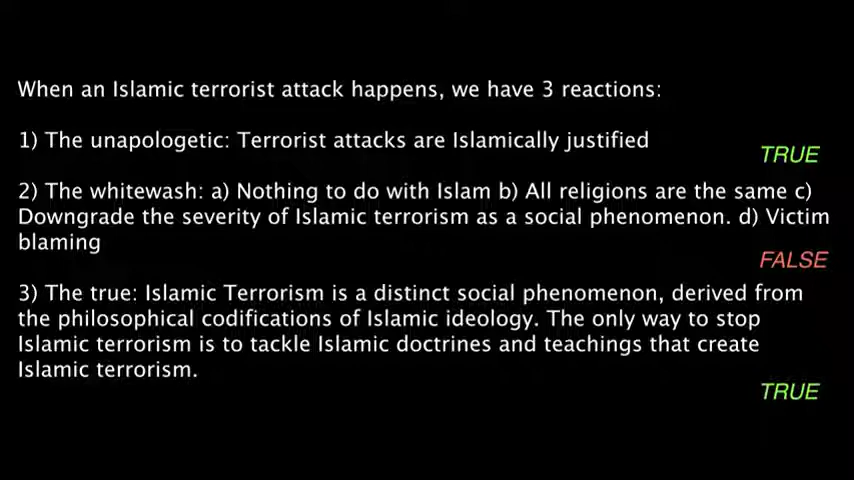 When an Islamic terrorist attack happens, we have 3 reactions:
1) The unapologetic: Terrorist attacks are Islamically justified
TRUE
2) The whitewash: a) Nothing to do with Islam b) All religions are the same c)
Downgrade the severity of Islamic terrorism as a social phenomenon. d) Victim
blaming
FALSE
3) The true: Islamic Terrorism is a distinct social phenomenon, derived from
the philosophical codifications of Islamic ideology. The only way to stop
Islamic terrorism is to tackle Islamic doctrines and teachings that create
Islamic terrorism.
TRUE